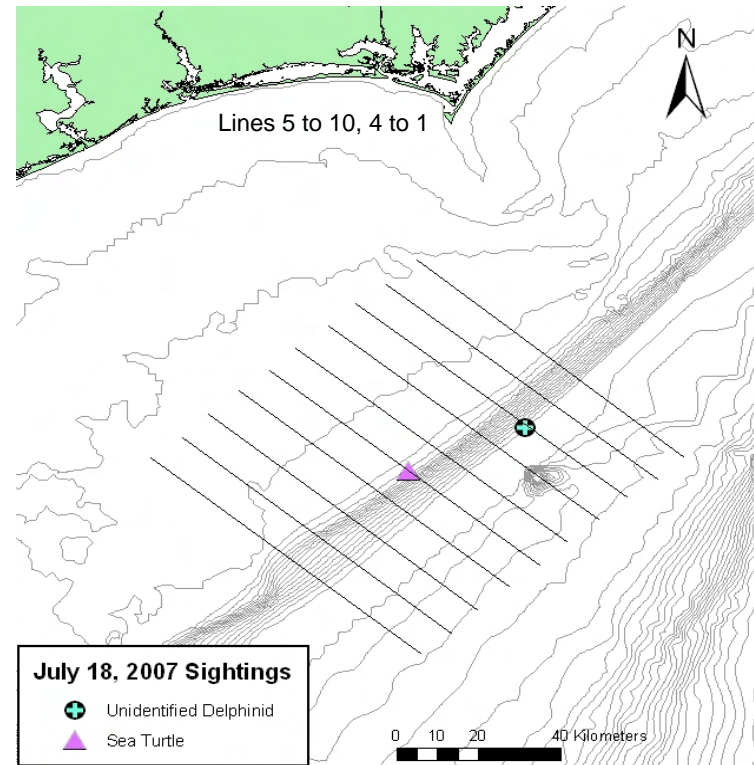 N
Lines 5 to 10, 4 to 1
July 18, 2007 Sightings
Unidentified Delphinid
Sea Turtle
0 10 20 40 Kilometers